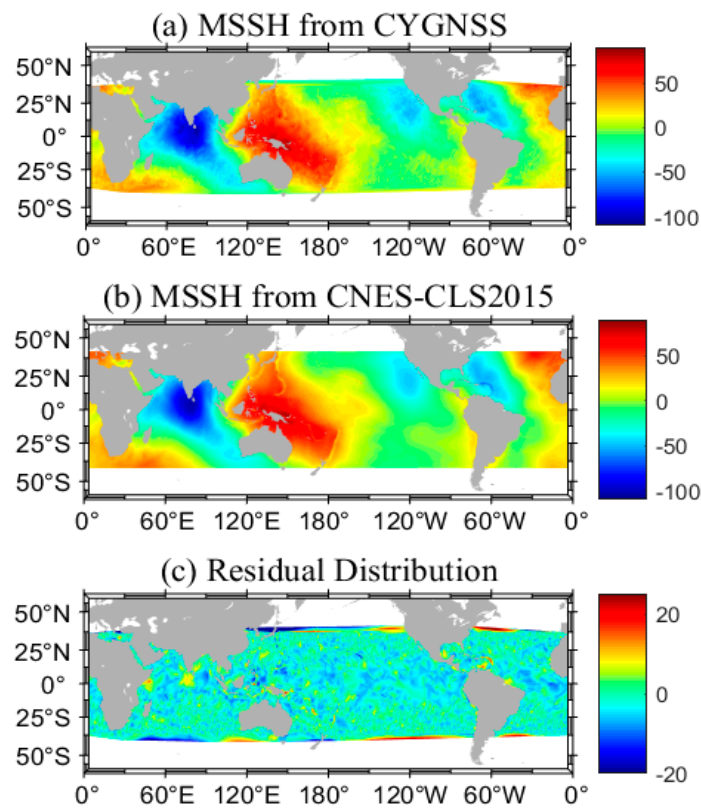 (a) MSSH from CYGNSS
50°N
25°N
0°
25°S
50°S
0° 60°E 120°E 180° 120°W 60°W 0°
50
0
-50
-100
(b) MSSH from CNES-CLS2015
50°N
25°N
0°
25°S
50°S
0° 60°E 120°E 180° 120°W 60°W 0°
50
0
-50
-100
(c) Residual Distribution
50°N
25°N
0°
25°S
50°S
0° 60°E 120°E 180° 120°W 60°W 0°
20
0
-20